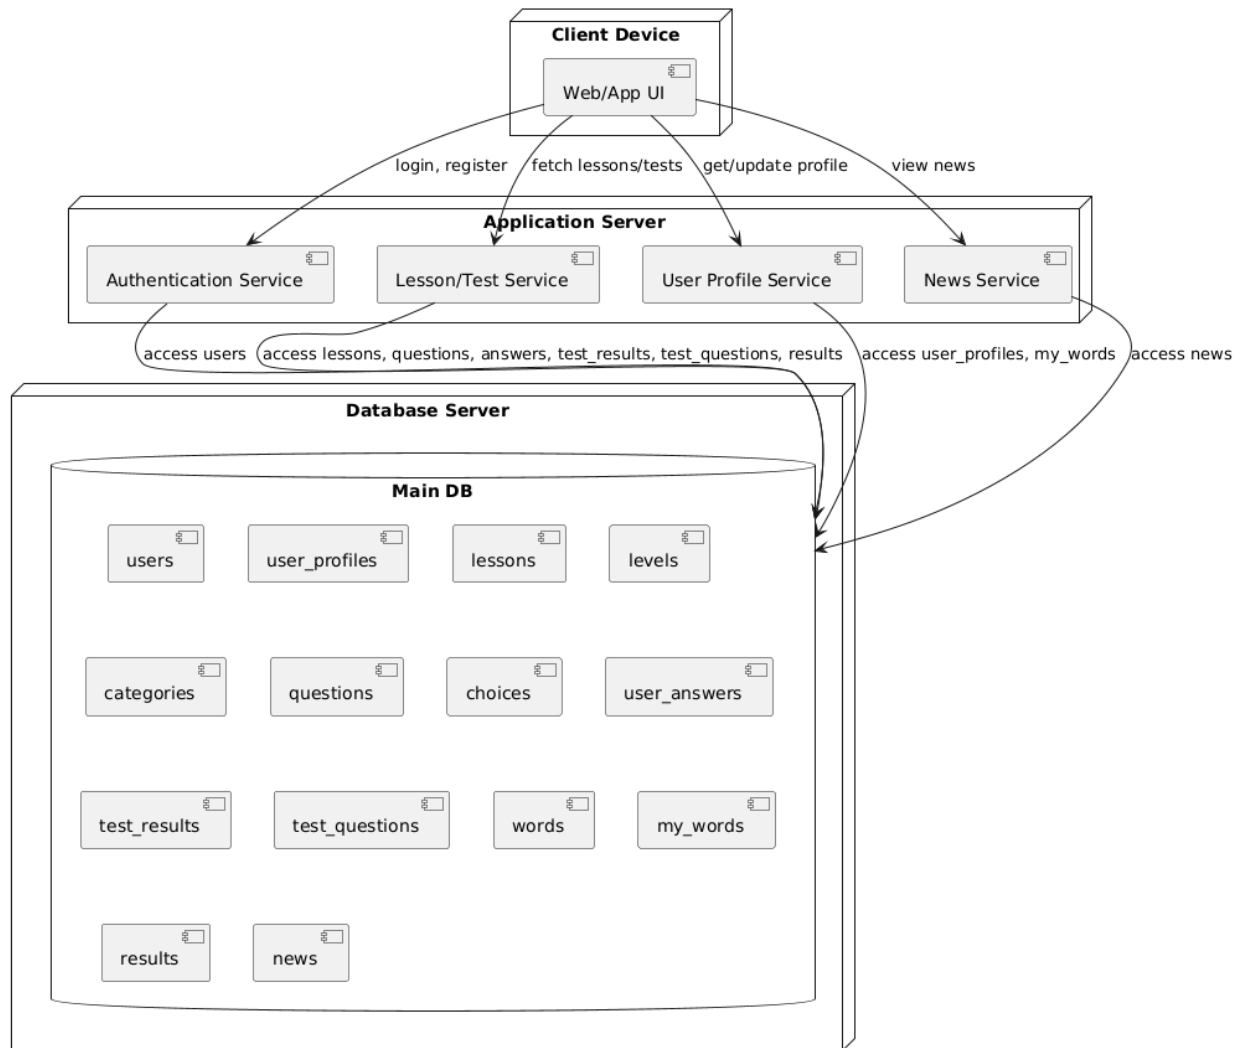 Client Device
Web/App UI
login, register
fetch lessons/tests
get/update profile
view news
Application Server
Authentication Service
Lesson/Test Service
User Profile Service
News Service
access users
access lessons, questions, answers, test_results, test_questions, results
access user_profiles, my_words
access news
Database Server
Main DB
users
user_profiles
lessons
levels
categories
questions
choices
user_answers
test_results
test_questions
words
my_words
results
news